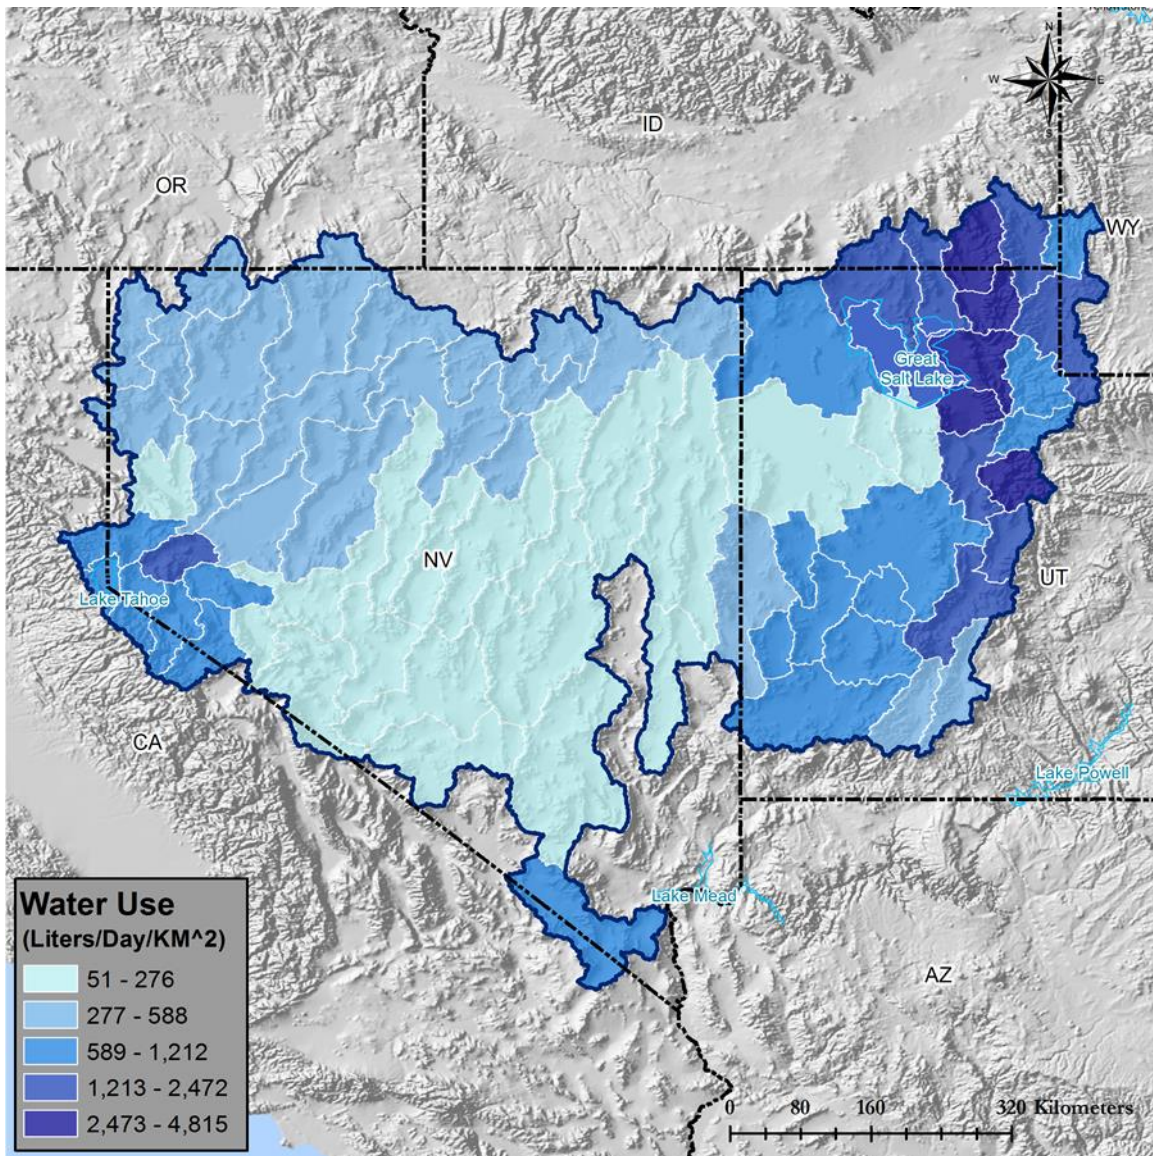 N
W E
S
ID
OR
WY
Great
Salt Lake
NV
UT
Lake Tahoe
CA
Lake Powell
Lake Mead
AZ
Water Use
(Liters/Day/KM^2)
51 - 276
277 - 588
589 - 1,212
1,213 - 2,472
2,473 - 4,815
0 80 160 320 Kilometers